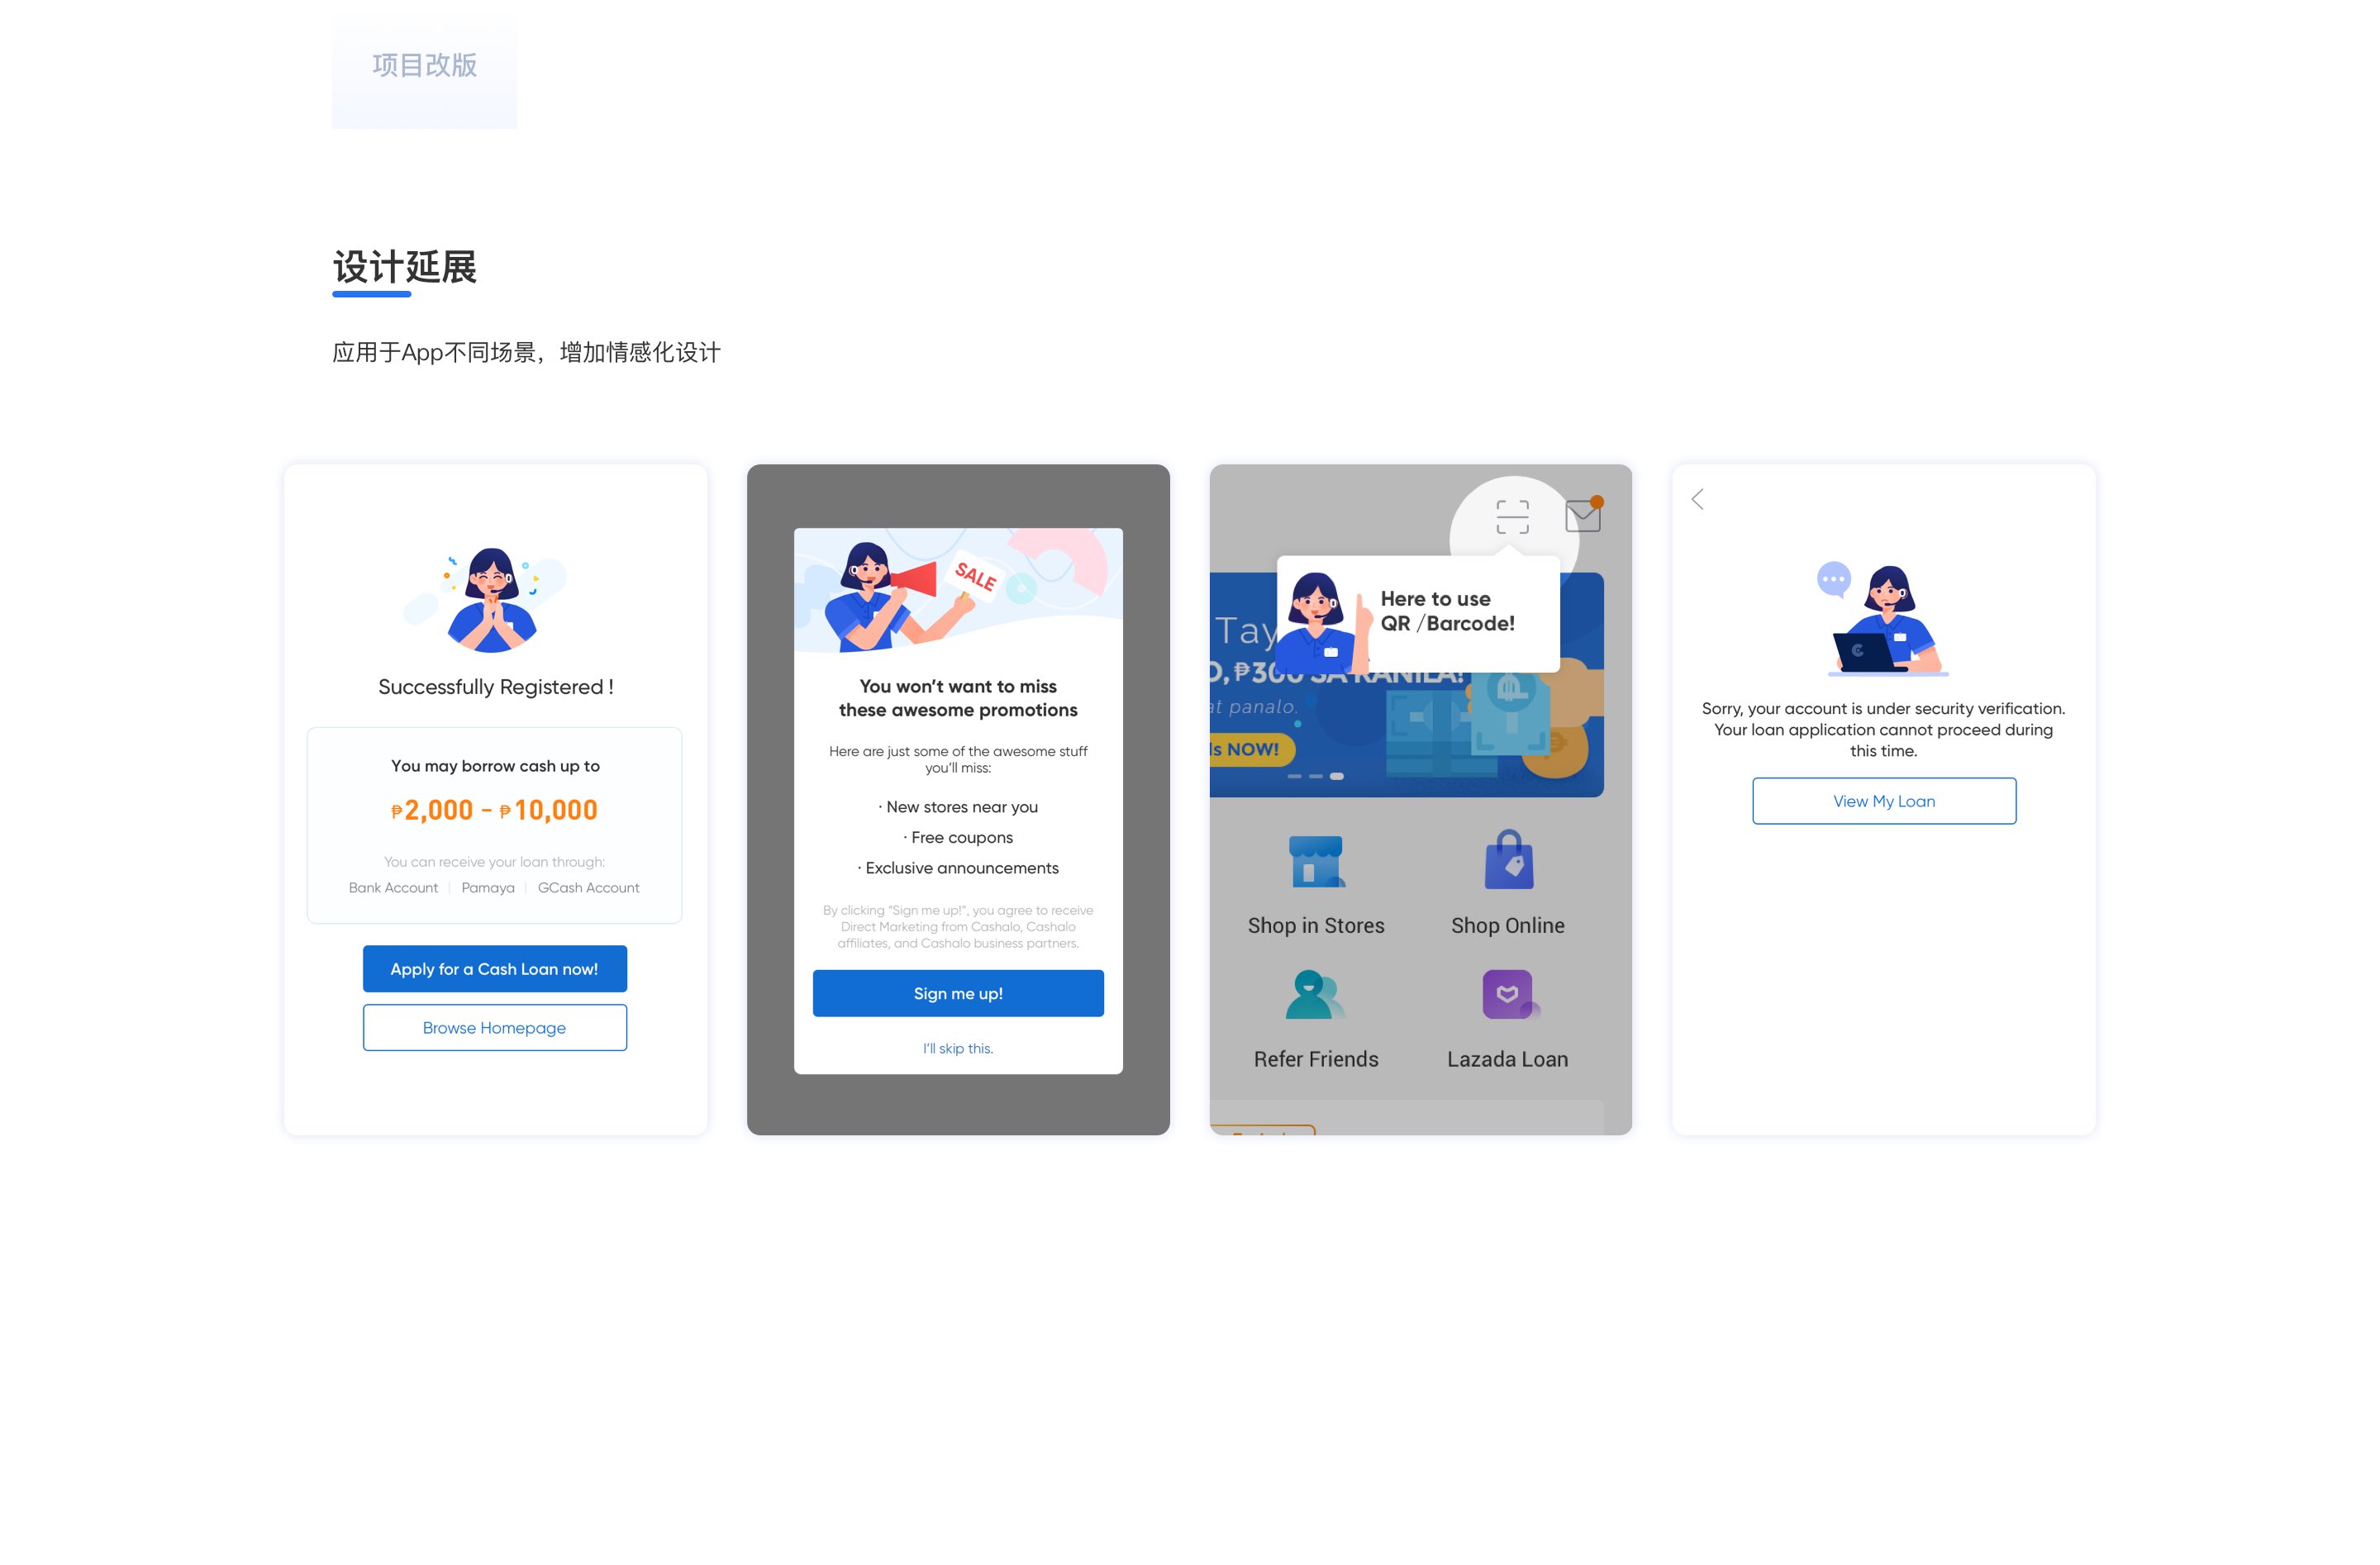 项目改版
设计延展
应用于App不同场景，增加情感化设计
Successfully Registered !
You may borrow cash up to
₱2,000 - ₱10,000
You can receive your loan through:
Bank Account | Pamaya | GCash Account
Apply for a Cash Loan now!
Browse Homepage
SALE
You won't want to miss
these awesome promotions
Here are just some of the awesome stuff
you'll miss:
· New stores near you
· Free coupons
· Exclusive announcements
By clicking "Sign me up!", you agree to receive
Direct Marketing from Cashalo, Cashalo
affiliates, and Cashalo business partners.
Sign me up!
I'll skip this.
Here to use
QR /Barcode!
Tay
₱300 SA KANILA!
at panalo.
NOW!
Shop in Stores
Shop Online
Refer Friends
Lazada Loan
Sorry, your account is under security verification.
Your loan application cannot proceed during
this time.
View My Loan